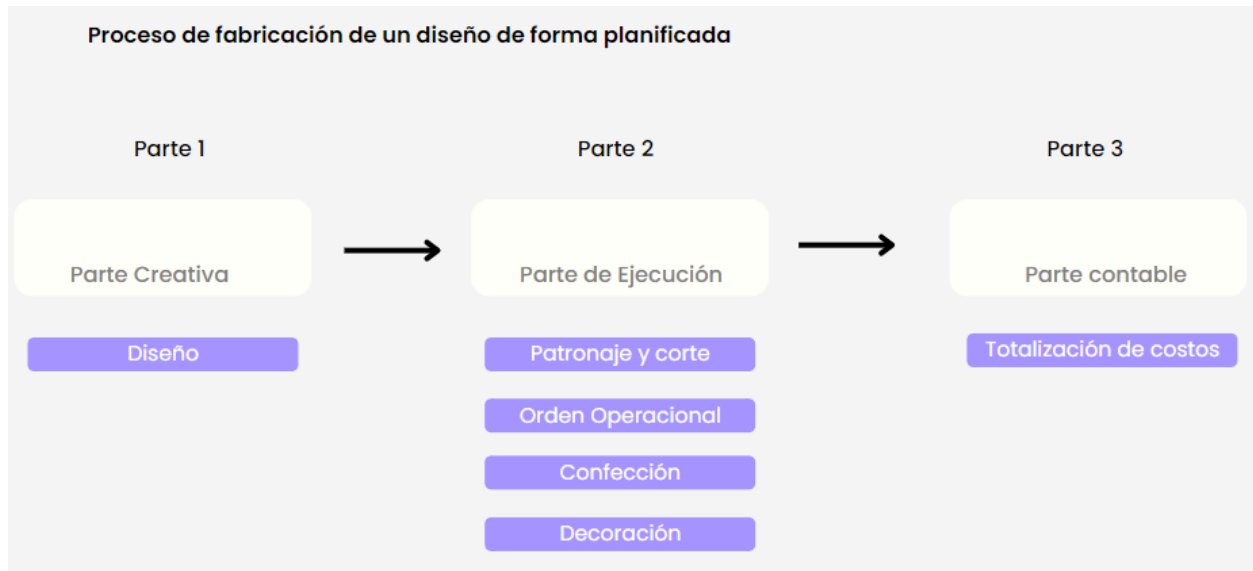 Proceso de fabricación de un diseño de forma planificada
Parte 1
Parte 2
Parte 3
Parte Creativa
Parte de Ejecución
Parte contable
Diseño
Patronaje y corte
Totalización de costos
Orden Operacional
Confección
Decoración